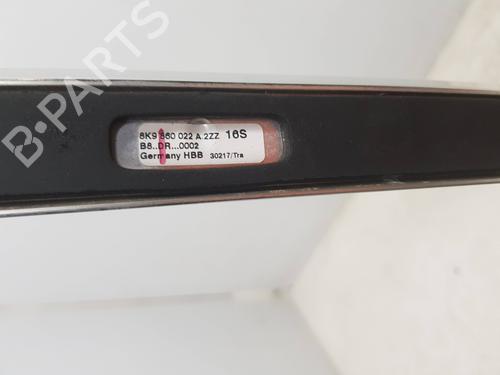 B-PARTS
8K9 860 022 A.2ZZ 16S
B8..DR...0002
Germany HBB 30217/Tra